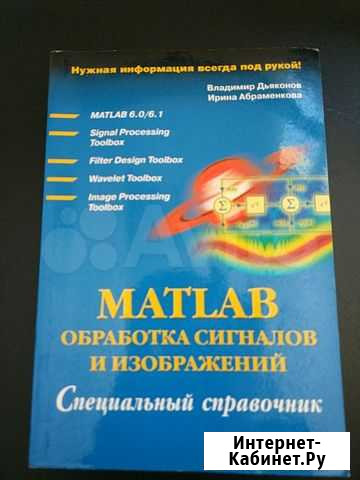 Нужная информация всегда под рукой!
Владимир Дьяконов
Ирина Абраменкова
MATLAB 6.0/6.1
Signal Processing
Toolbox
Filter Design Toolbox
Wavelet Toolbox
Image Processing
Toolbox
MATLAB
ОБРАБОТКА СИГНАЛОВ
И ИЗОБРАЖЕНИЙ
Специальный справочник
Интернет-
Кабинет.Ру